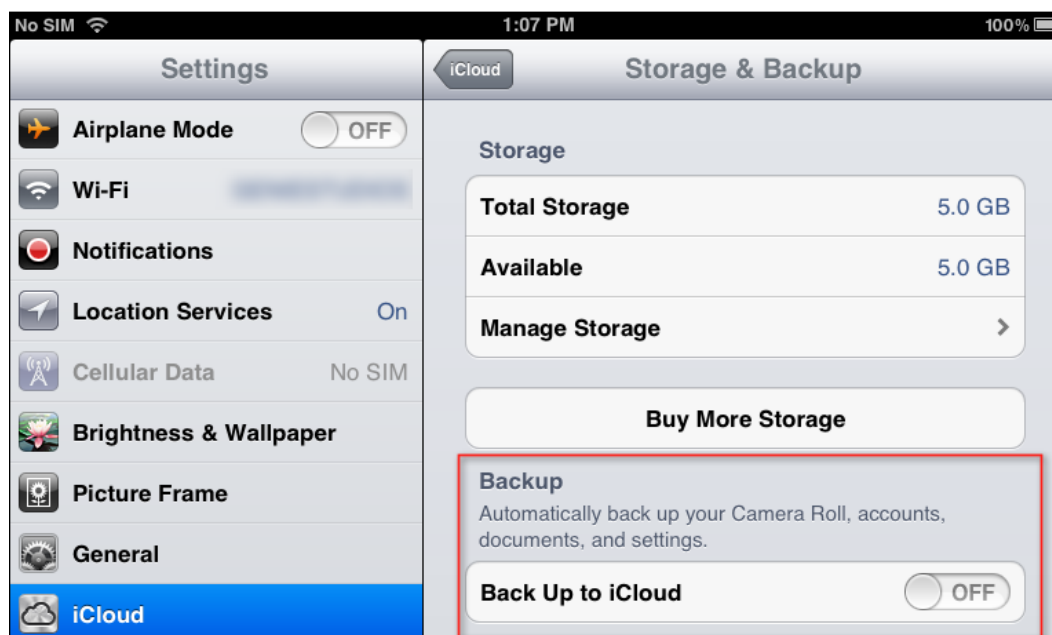 No SIM 1:07 PM 100%
Settings
iCloud Storage & Backup
Airplane Mode OFF
Wi-Fi
Notifications
Location Services On
Cellular Data No SIM
Brightness & Wallpaper
Picture Frame
General
iCloud
Storage
Total Storage 5.0 GB
Available 5.0 GB
Manage Storage
Buy More Storage
Backup
Automatically back up your Camera Roll, accounts,
documents, and settings.
Back Up to iCloud OFF